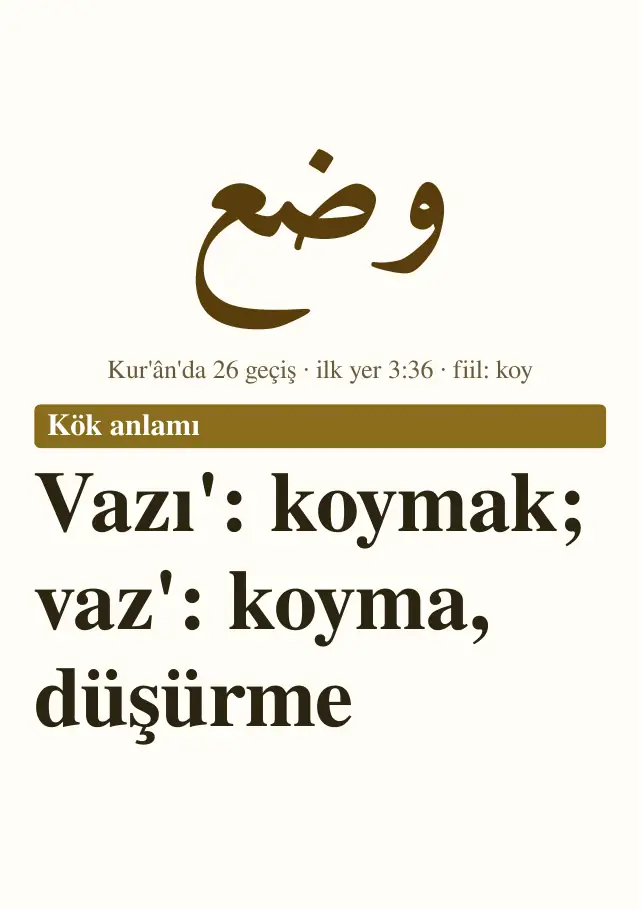 وضع
Kur'ân'da 26 geçiş · ilk yer 3:36 · fiil: koy
Kök anlamı
Vazı': koymak;
vaz': koyma,
düşürme